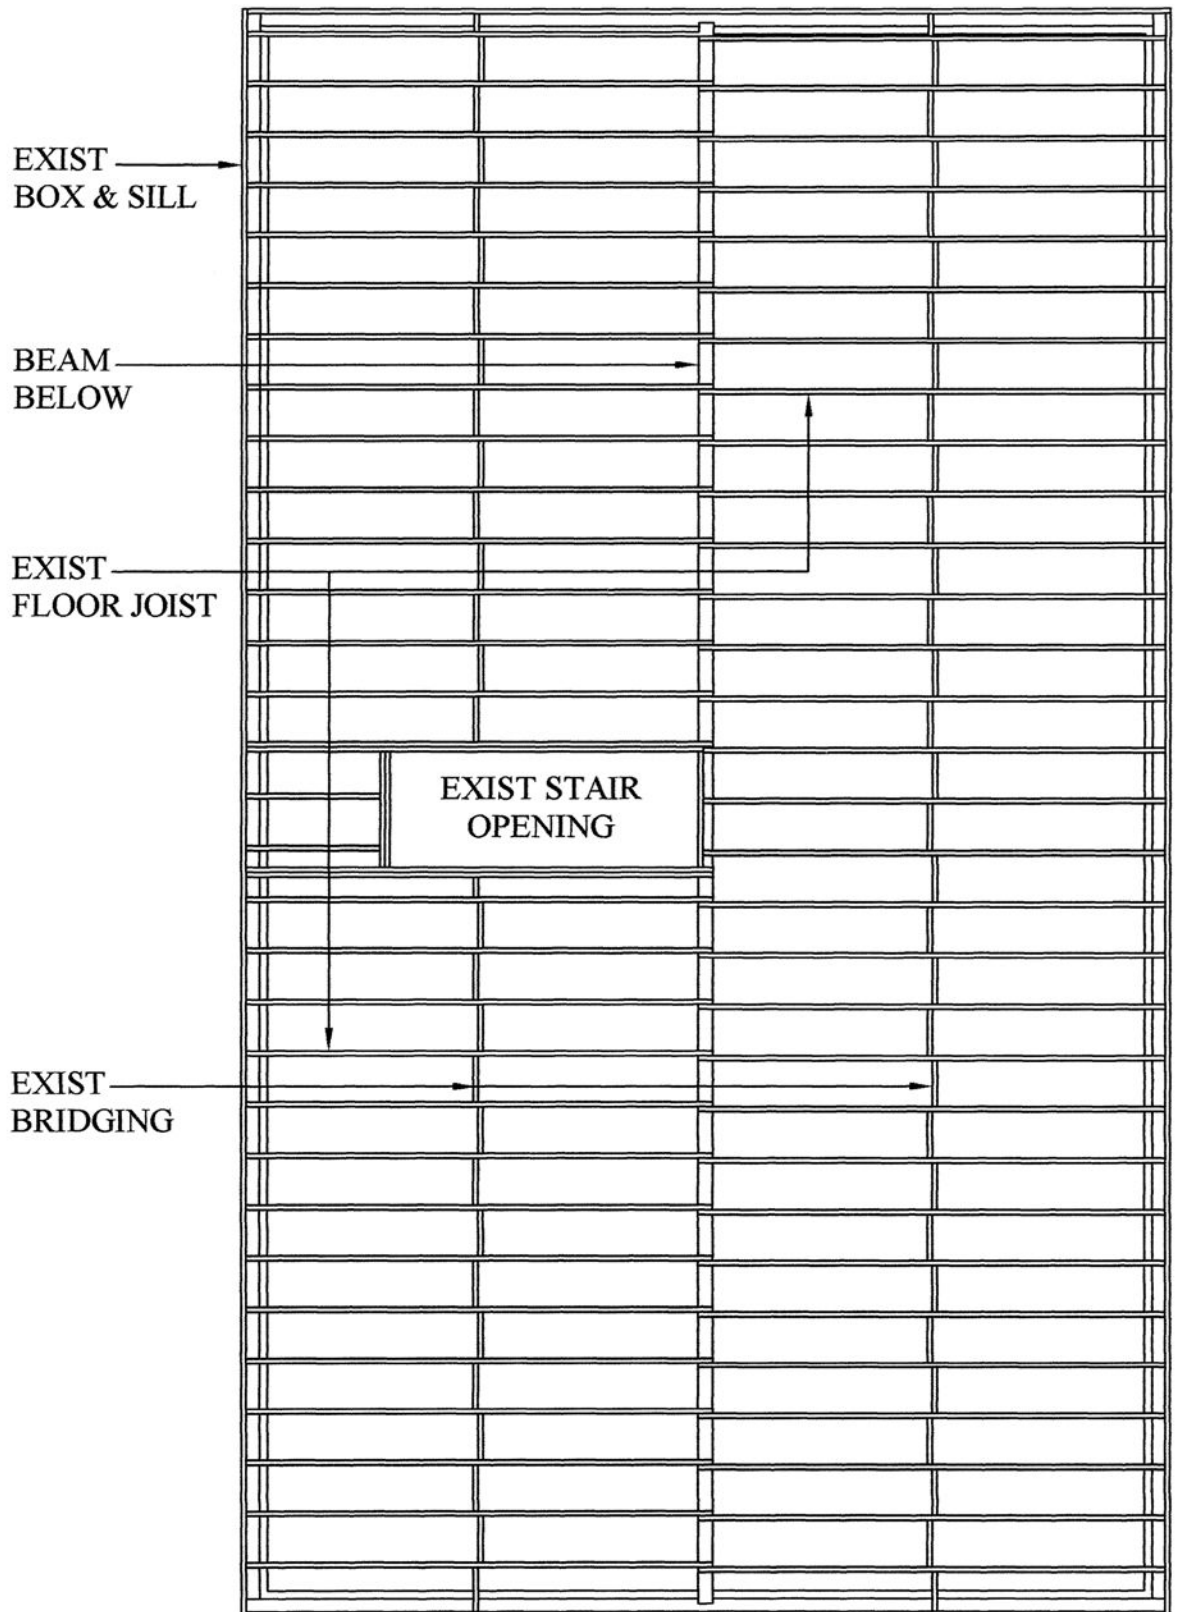 EXIST
BOX & SILL
BEAM
BELOW
EXIST
FLOOR JOIST
EXIST STAIR
OPENING
EXIST
BRIDGING